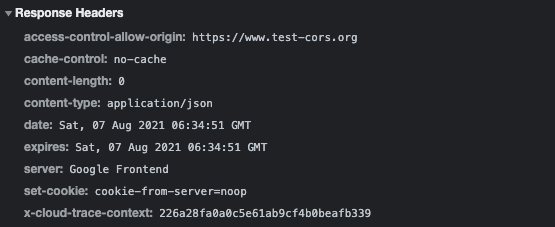 Response Headers
access-control-allow-origin: https://www.test-cors.org
cache-control: no-cache
content-length: 0
content-type: application/json
date: Sat, 07 Aug 2021 06:34:51 GMT
expires: Sat, 07 Aug 2021 06:34:51 GMT
server: Google Frontend
set-cookie: cookie-from-server=noop
x-cloud-trace-context: 226a28fa0a0c5e61ab9cf4b0beafb339